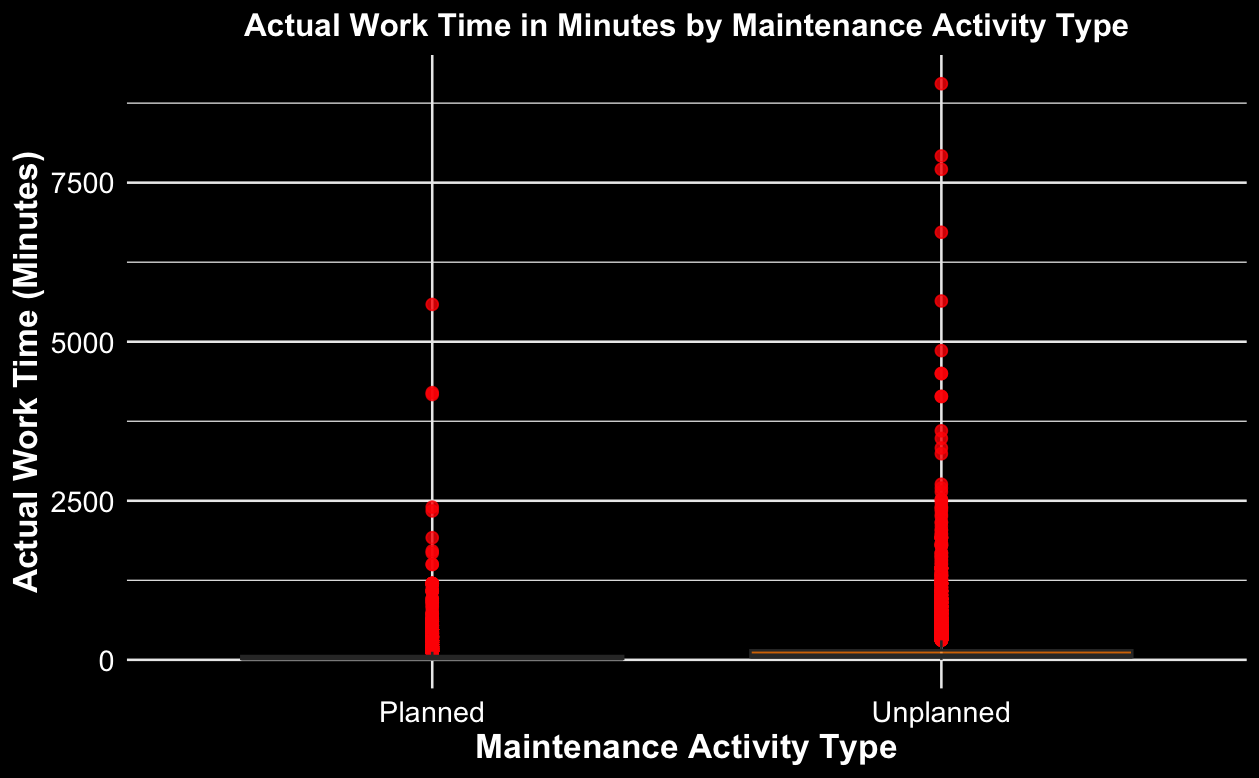 Actual Work Time in Minutes by Maintenance Activity Type
Actual Work Time (Minutes)
7500
5000
2500
0
Planned
Unplanned
Maintenance Activity Type